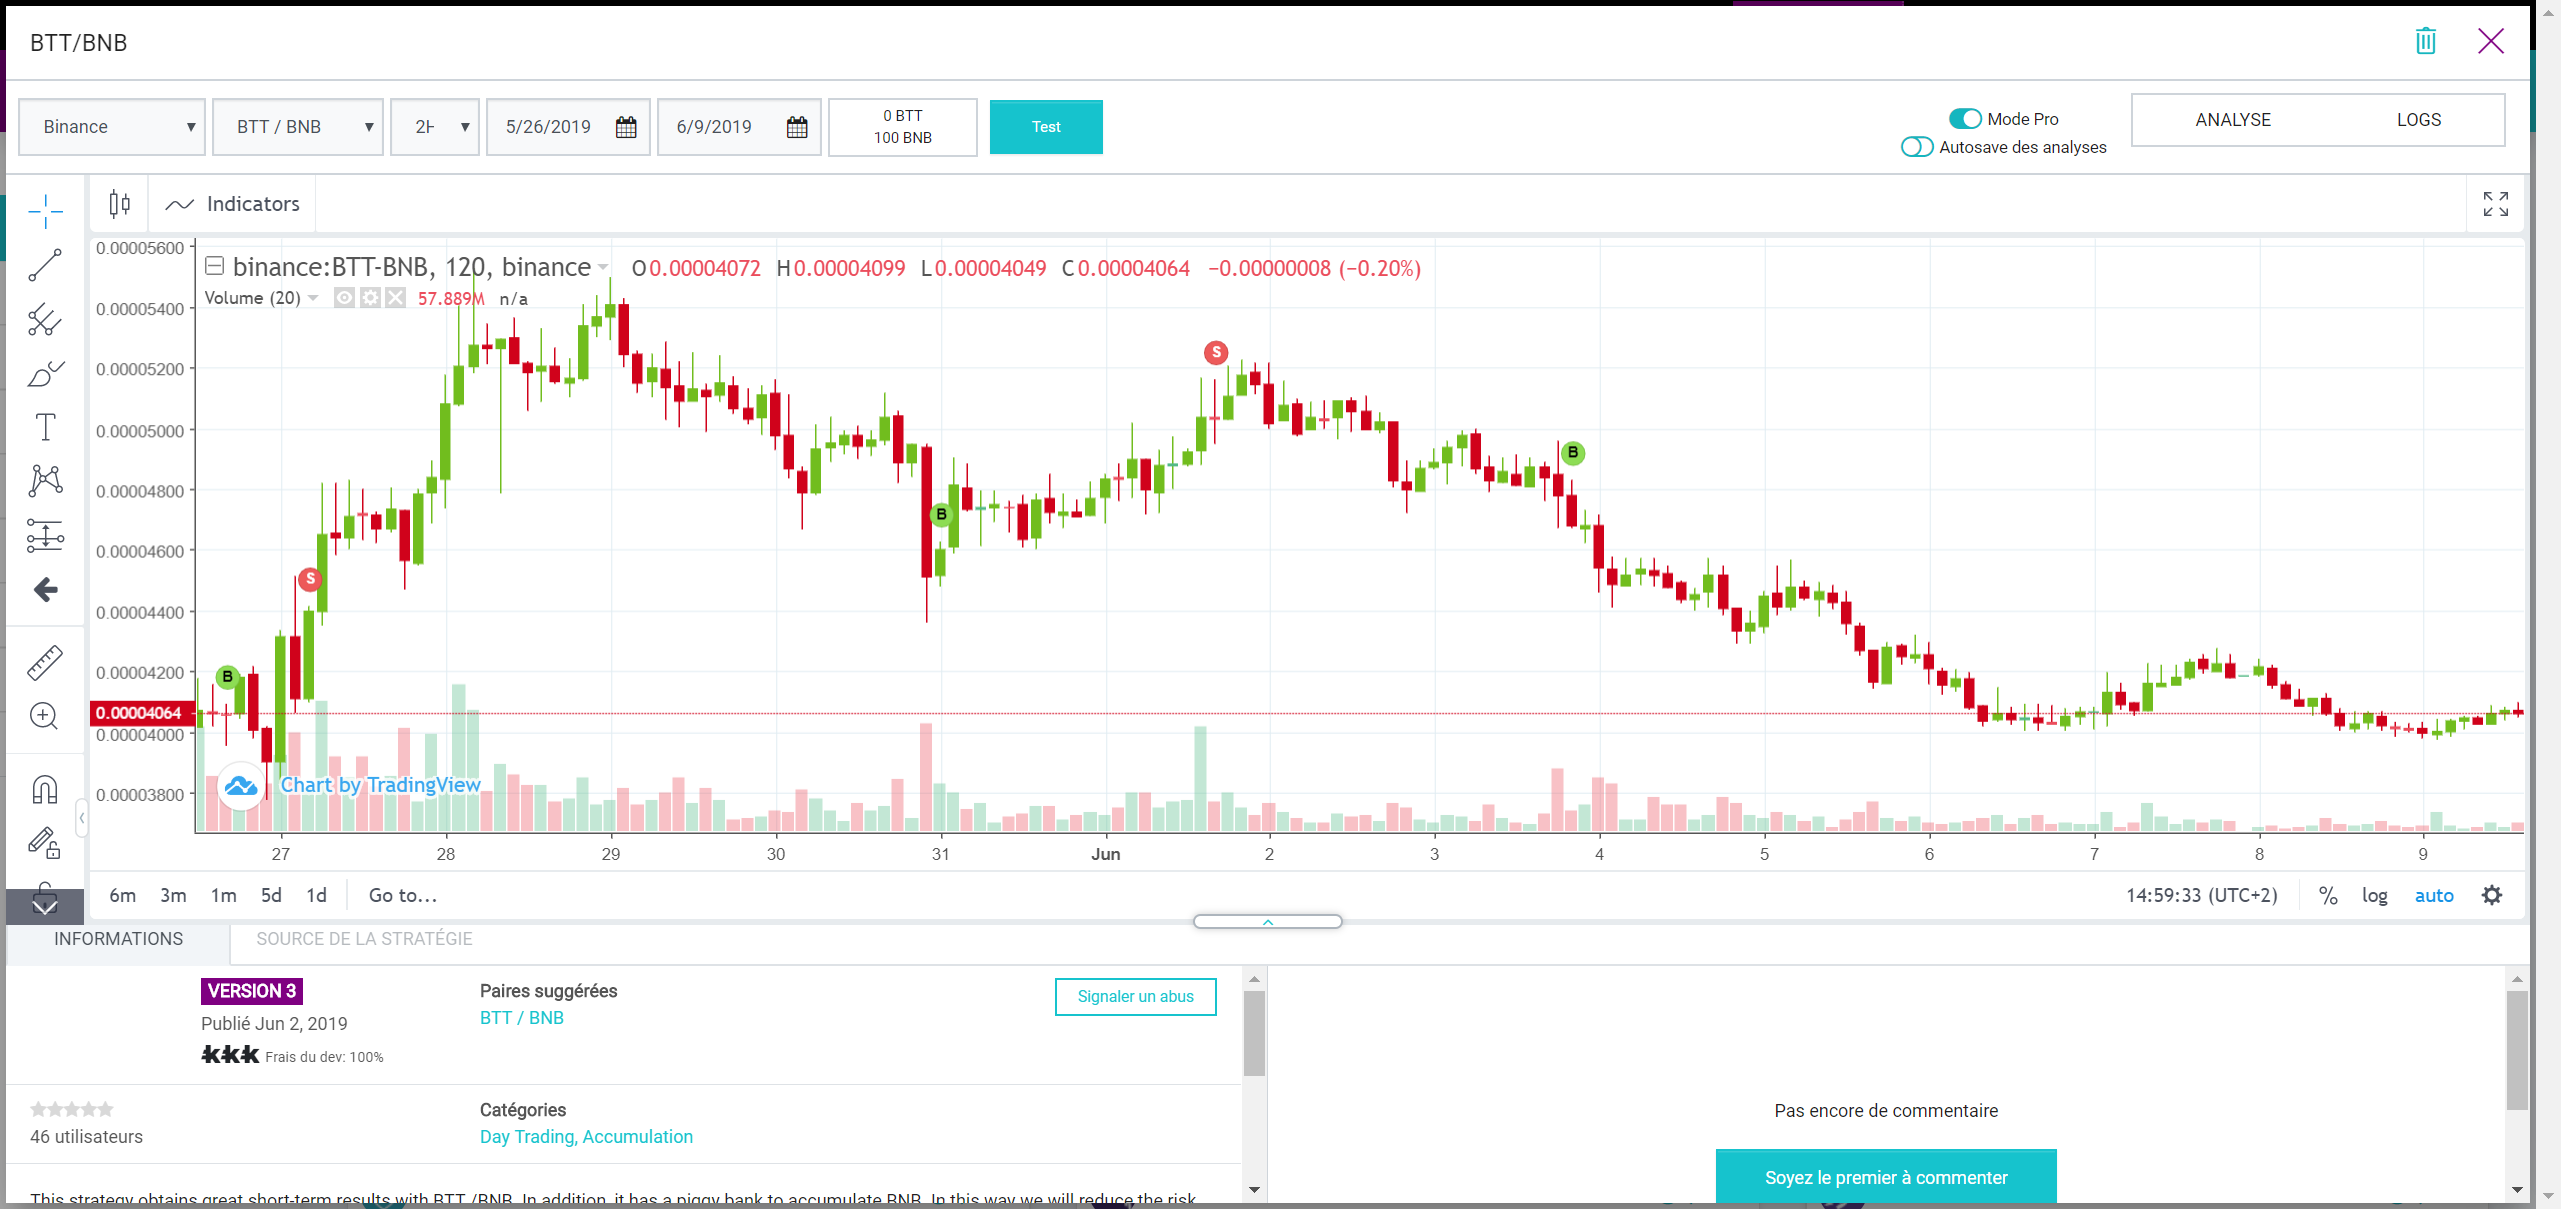 BTT/BNB
Binance
BTT / BNB
2H
5/26/2019
6/9/2019
0 BTT
100 BNB
Test
Mode Pro
Autosave des analyses
ANALYSE
LOGS
Indicators
binance:BTT-BNB, 120, binance
O0.00004072 H0.00004099 L0.00004049 C0.00004064 −0.00000008 (−0.20%)
Volume (20) 57.889M n/a
0.00005600
0.00005400
0.00005200
0.00005000
0.00004800
0.00004600
0.00004400
0.00004200
0.00004064
0.00004000
0.00003800
B
S
B
S
B
Chart by TradingView
27 28 29 30 31 Jun 2 3 4 5 6 7 8 9
6m 3m 1m 5d 1d Go to...
14:59:33 (UTC+2) % log auto
INFORMATIONS
SOURCE DE LA STRATÉGIE
VERSION 3
Publié Jun 2, 2019
kkk Frais du dev: 100%
Paires suggérées
BTT / BNB
Signaler un abus
46 utilisateurs
Catégories
Day Trading, Accumulation
This strategy obtains great short-term results with BTT /BNB. In addition, it has a piggy bank to accumulate BNB. In this way we will reduce the risk
Pas encore de commentaire
Soyez le premier à commenter